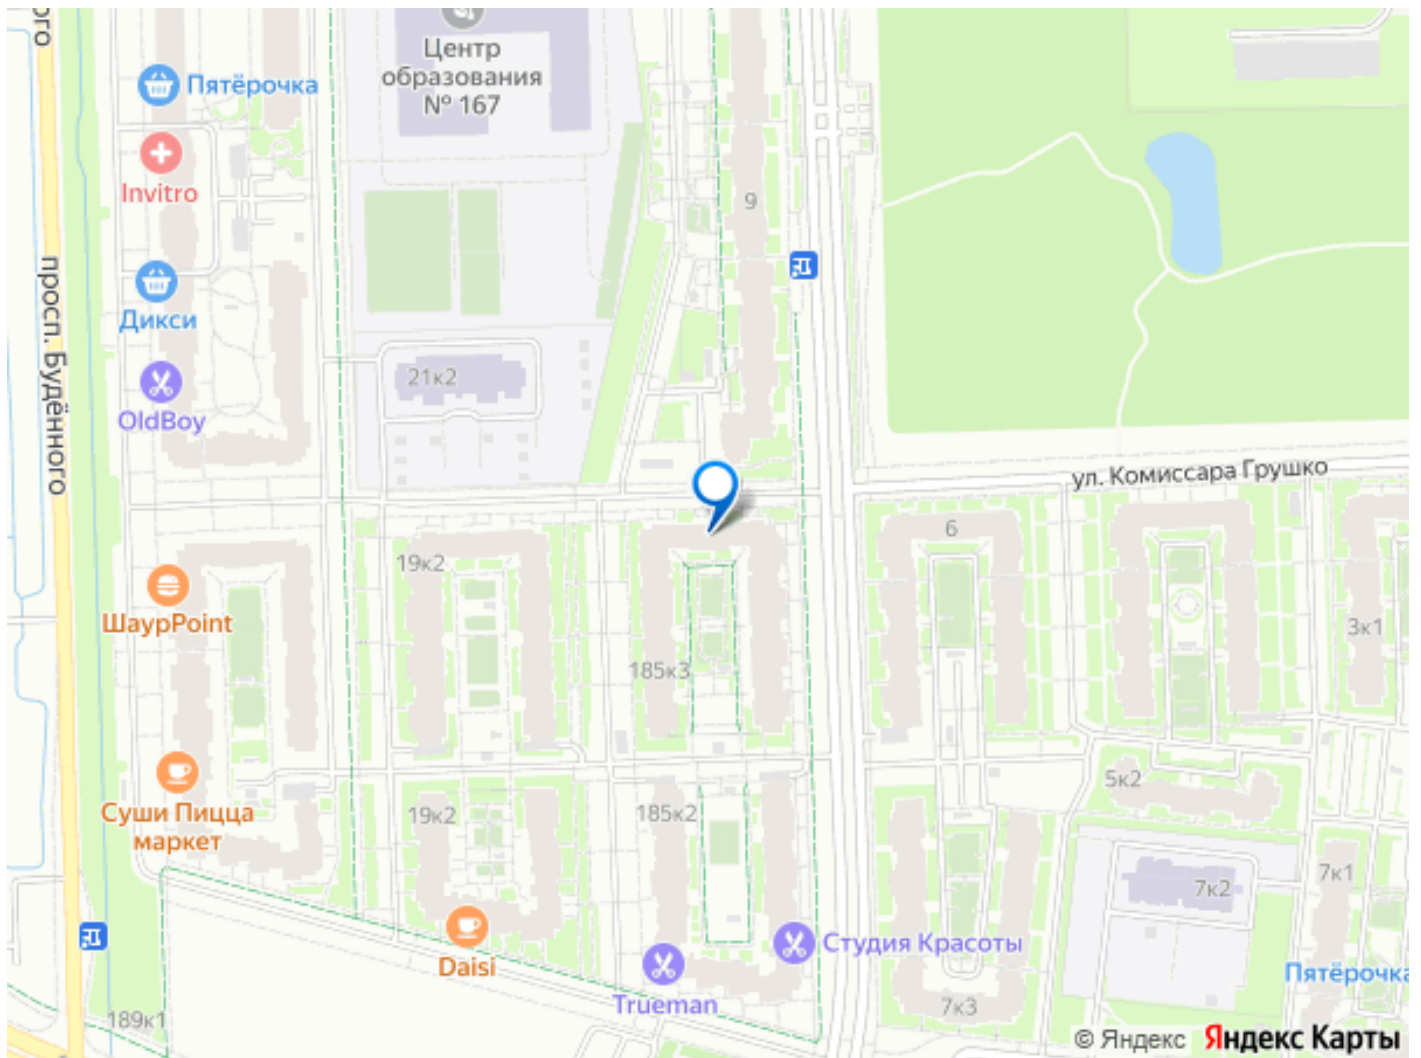 Центр
образования
№ 167
Пятёрочка
Invitro
9
просп. Будённого
Дикси
21к2
OldBoy
ул. Комиссара Грушко
6
19к2
ШаурPoint
3к1
185к3
Суши Пицца
маркет
19к2
185к2
5к2
7к1
7к2
Студия Красоты
Daisi
Trueman
Пятёрочка
7к3
189к1
© Яндекс Яндекс Карты